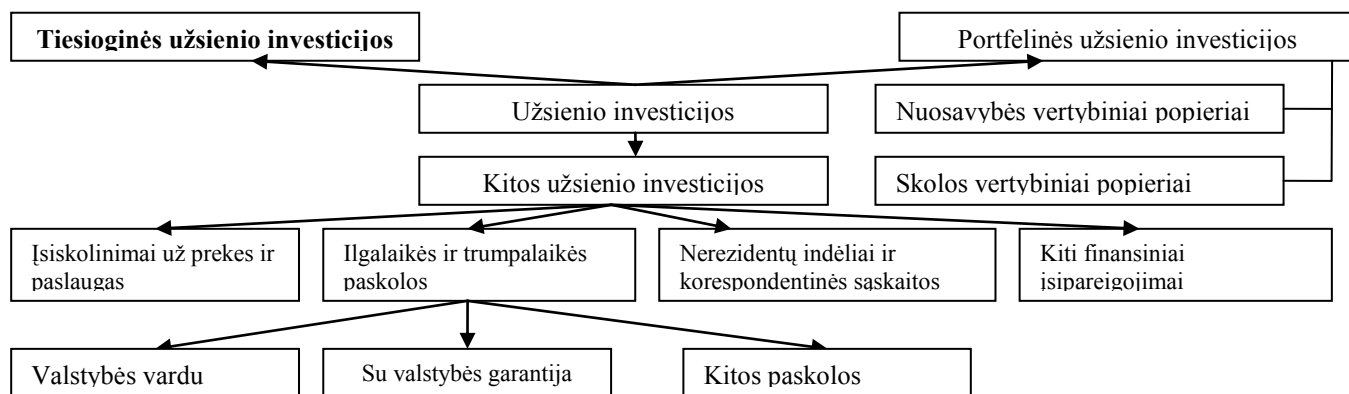 Tiesioginės užsienio investicijos
Portfelinės užsienio investicijos
Užsienio investicijos
Nuosavybės vertybiniai popieriai
Kitos užsienio investicijos
Skolos vertybiniai popieriai
Įsiskolinimai už prekes ir
paslaugas
Ilgalaikės ir trumpalaikės
paskolos
Nerezidentų indėliai ir
korespondentinės sąskaitos
Kiti finansiniai
įsipareigojimai
Valstybės vardu
Su valstybės garantija
Kitos paskolos